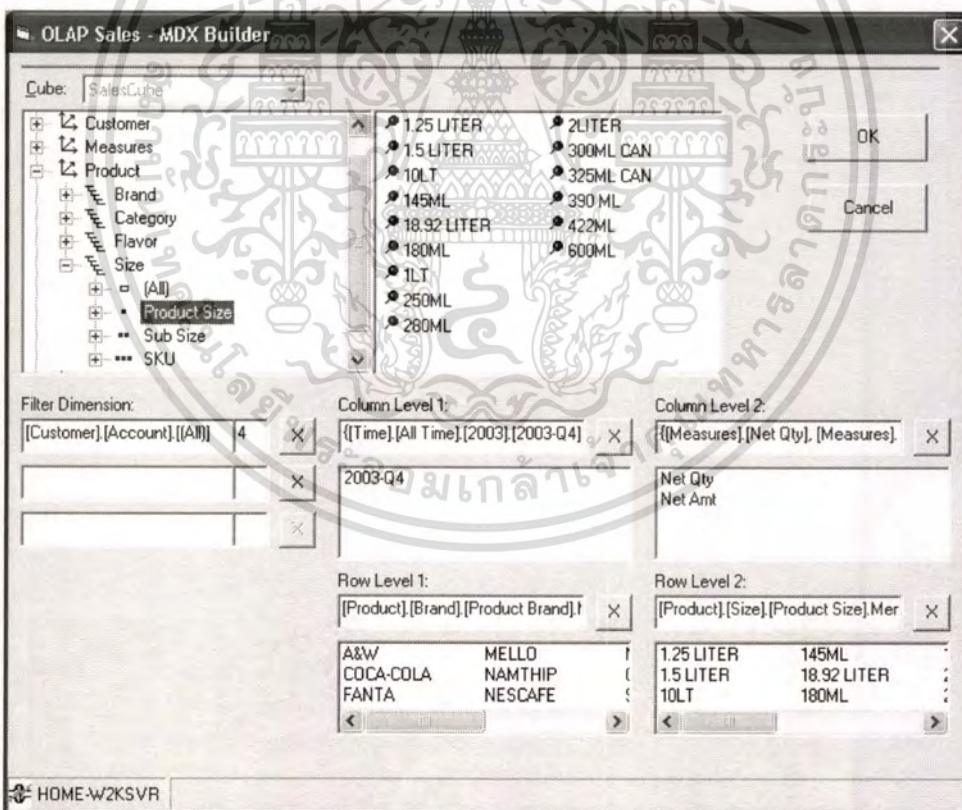 OLAP Sales - MDX Builder
Cube: SalesCube
Customer
Measures
Product
Brand
Category
Flavor
Size
(All)
Product Size
Sub Size
SKU
1.25 LITER
1.5 LITER
10LT
145ML
18.92 LITER
180ML
1LT
250ML
280ML
2LITER
300ML CAN
325ML CAN
390 ML
422ML
600ML
OK
Cancel
Filter Dimension:
[Customer].[Account].[(All)] 4
Column Level 1:
{[Time].[All Time].[2003].[2003-Q4]
2003-Q4
Column Level 2:
{[Measures].[Net Qty], [Measures].
Net Qty
Net Amt
Row Level 1:
[Product].[Brand].[Product Brand].
A&W MELLO
COCA-COLA NAMTHIP
FANTA NESCAFE
Row Level 2:
[Product].[Size].[Product Size].Mer
1.25 LITER 145ML
1.5 LITER 18.92 LITER
10LT 180ML
HOME-W2KSVR